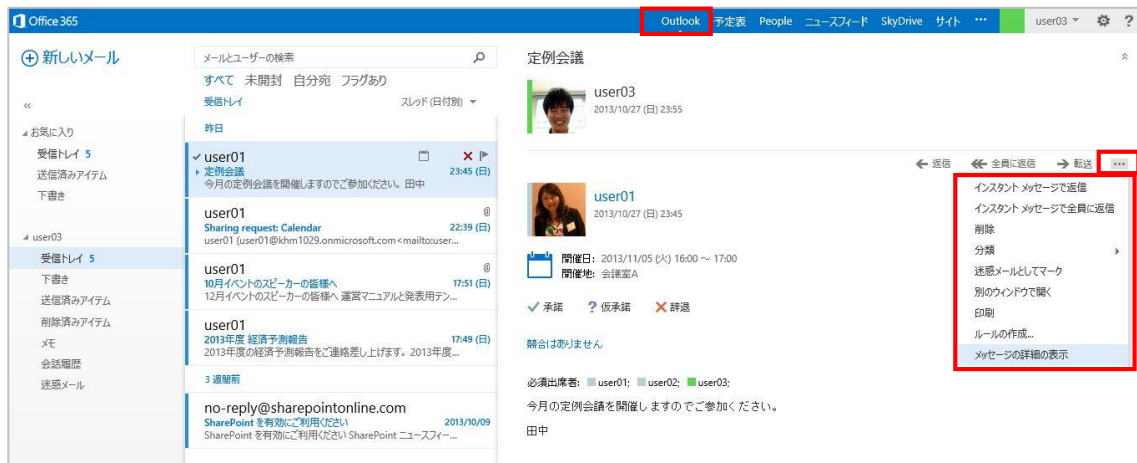 Office 365
Outlook 予定表 People ニュースフィード SkyDrive サイト ••• user03 ?
新しいメール
«
お気に入り
受信トレイ 5
送信済みアイテム
下書き
user03
受信トレイ 5
下書き
送信済みアイテム
削除済みアイテム
メモ
会話履歴
迷惑メール
メールとユーザーの検索
すべて 未開封 自分宛 フラグあり
受信トレイ スレッド (日付別)
昨日
user01
定例会議 23:45 (日)
今月の定例会議を開催しますのでご参加ください。田中
user01
Sharing request: Calendar 22:39 (日)
user01 (user01@khm1029.onmicrosoft.com<mailto:user...
user01
10月イベントのスピーカーの皆様へ 17:51 (日)
12月イベントのスピーカーの皆様へ 運営マニュアルと発表用テン...
user01
2013年度 経済予測報告 17:49 (日)
2013年度の経済予測報告をご連絡差し上げます。2013年度...
3 週間前
no-reply@sharepointonline.com
SharePoint を有効にご利用ください 2013/10/09
SharePoint を有効にご利用ください SharePoint ニュースフィー...
定例会議
user03
2013/10/27 (日) 23:55
返信 全員に返信 転送 •••
user01
2013/10/27 (日) 23:45
開催日: 2013/11/05 (火) 16:00 ～ 17:00
開催地: 会議室A
承諾 ? 仮承諾 辞退
競合はありません
必須出席者: user01; user02; user03;
今月の定例会議を開催しますのでご参加ください。
田中
インスタント メッセージで返信
インスタント メッセージで全員に返信
削除
分類
迷惑メールとしてマーク
別のウィンドウで開く
印刷
ルールの作成...
メッセージの詳細の表示